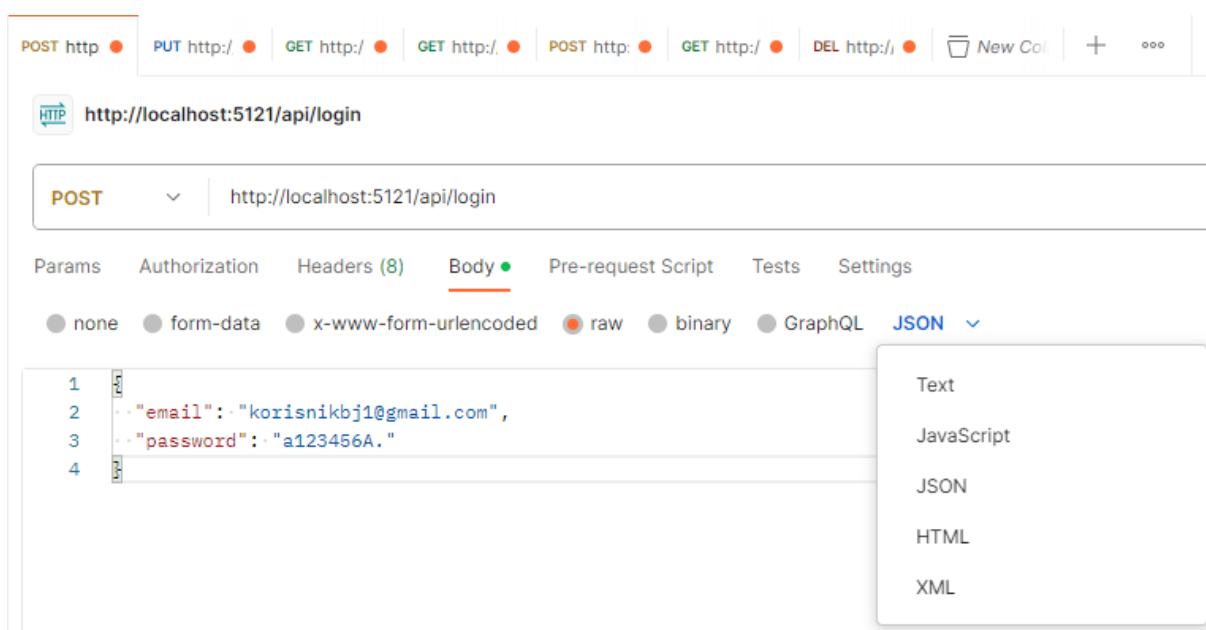 POST http PUT http:/ GET http:/ GET http:/ POST http: GET http:/ DEL http:// New Col
HTTP http://localhost:5121/api/login
POST http://localhost:5121/api/login
Params Authorization Headers (8) Body Pre-request Script Tests Settings
none form-data x-www-form-urlencoded raw binary GraphQL JSON
1 {
2 "email": "korisnikbj1@gmail.com",
3 "password": "a123456A."
4 }
Text
JavaScript
JSON
HTML
XML